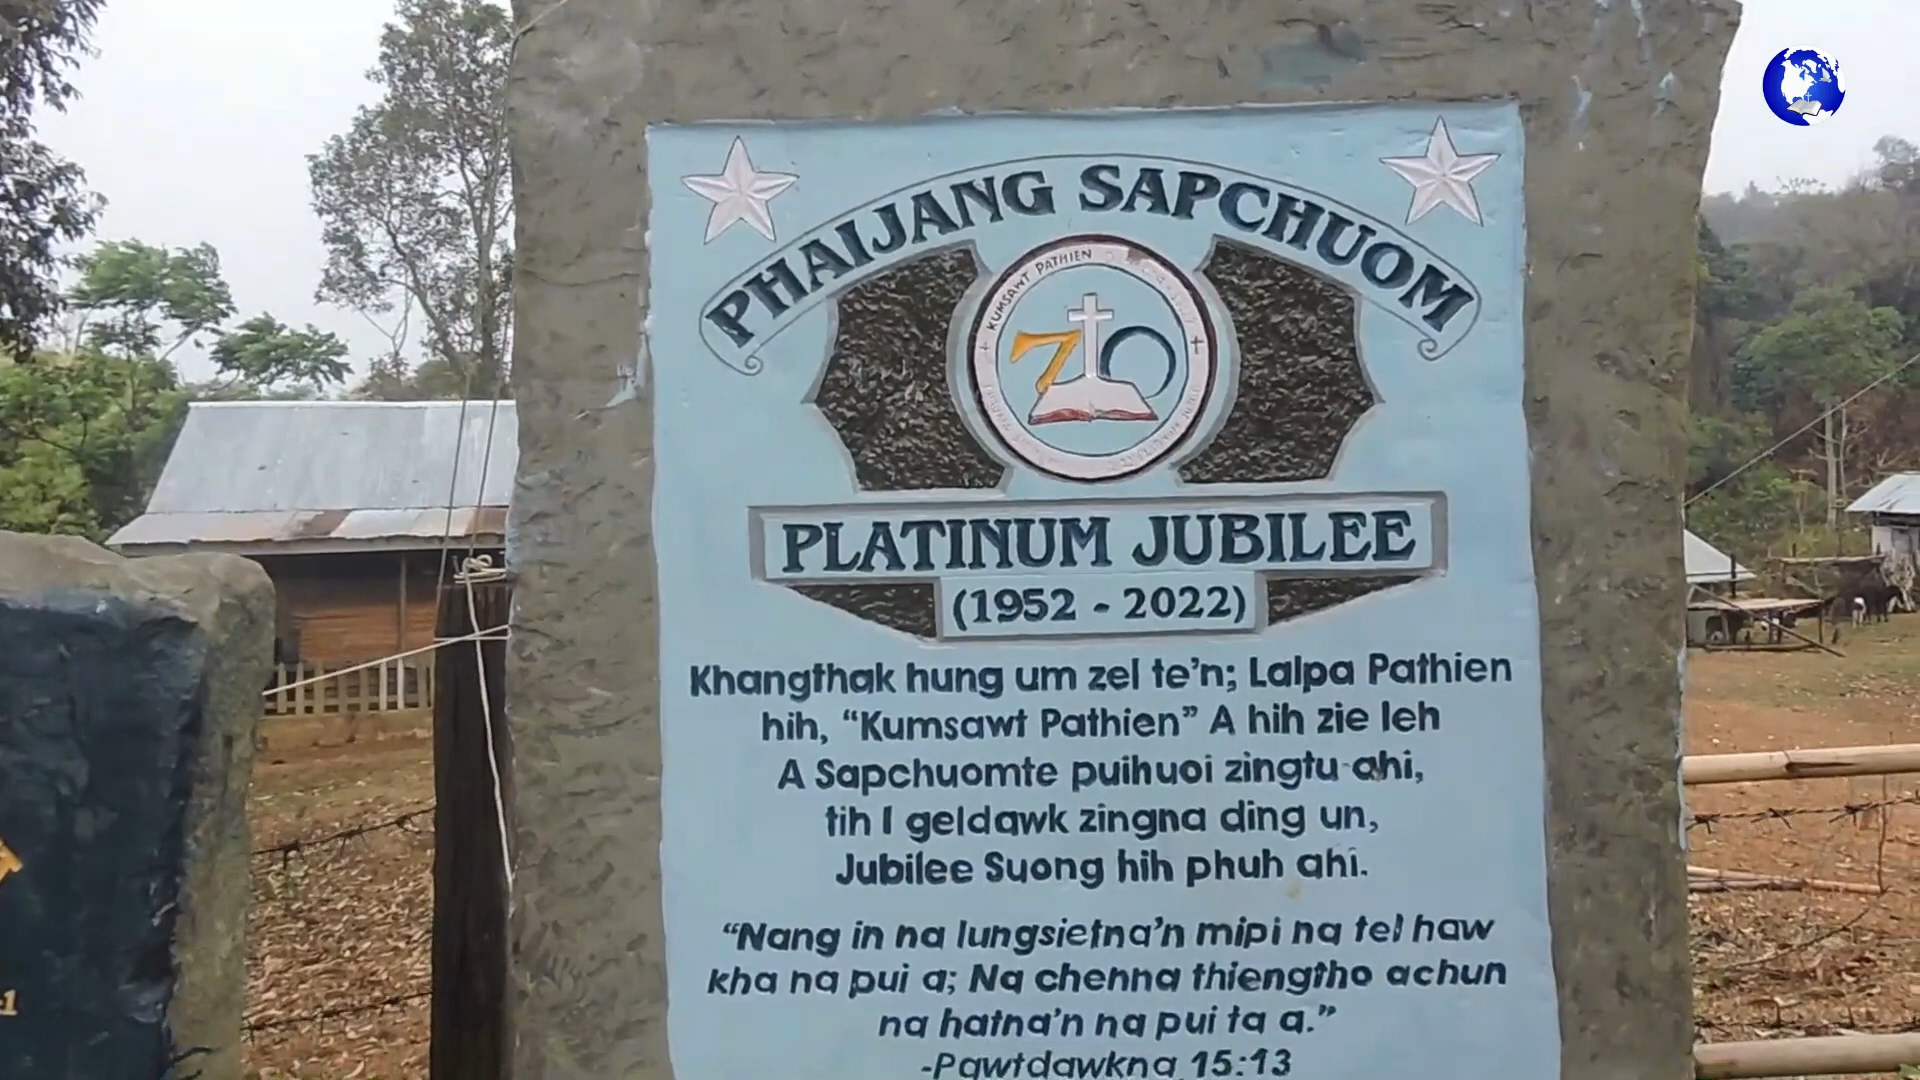 PHAIJANG SAPCHUOM
KUMSAWT PATHIEN
70
PLATINUM JUBILEE
(1952 - 2022)
Khangthak hung um zel te’n; Lalpa Pathien
hih, “Kumsawt Pathien” A hih zie leh
A Sapchuomte puihuoi zingtu ahi,
tih I geldawk zingna ding un,
Jubilee Suong hih phuh ahi.
“Nang in na lungsietna’n mipi na tel haw
kha na pui a; Na chenna thiengtho achun
na hatna’n na pui ta a.”
-Pawtdawkna 15:13